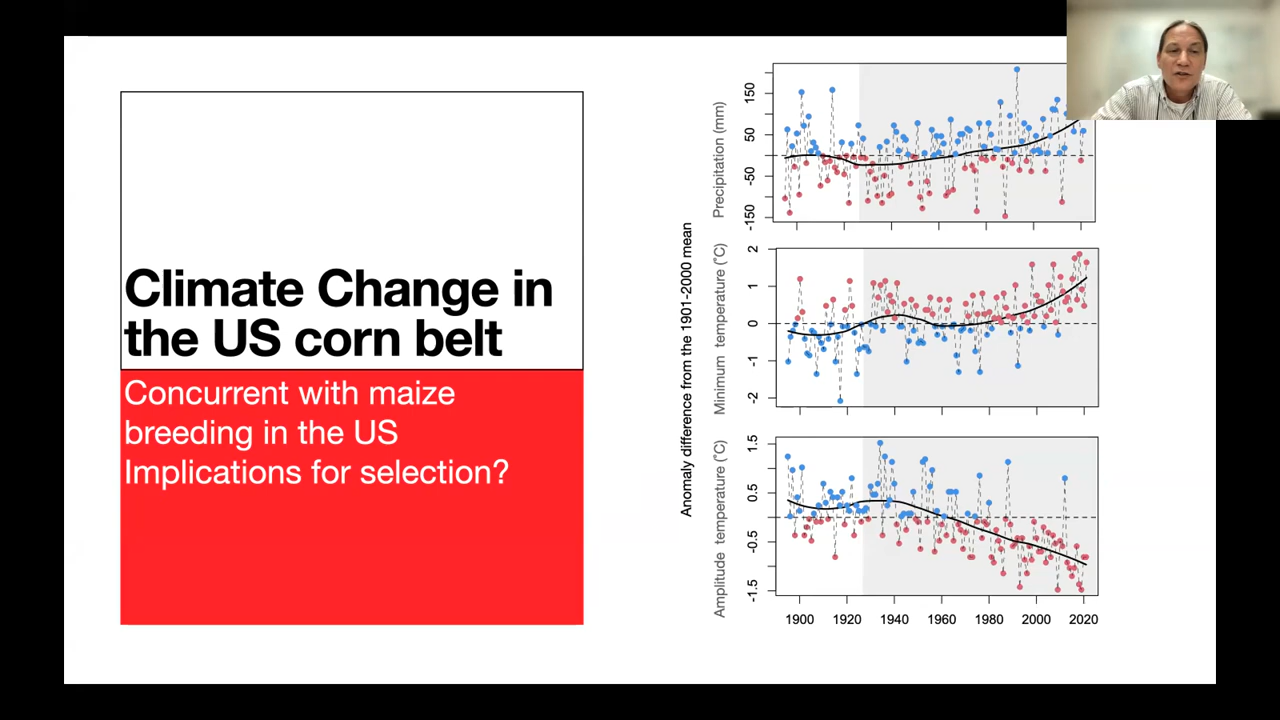 Climate Change in
the US corn belt
Concurrent with maize
breeding in the US
Implications for selection?
Anomaly difference from the 1901-2000 mean
Precipitation (mm)
150
50
-50
-150
Minimum temperature (°C)
2
1
0
-1
-2
Amplitude temperature (°C)
1.5
0.5
-0.5
-1.5
1900 1920 1940 1960 1980 2000 2020